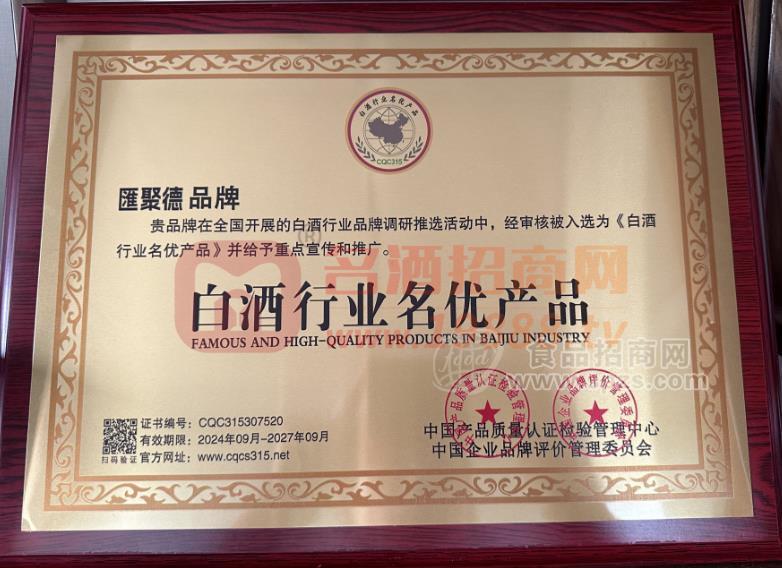 白酒行业名优产品
CQC315
匯聚德品牌
贵品牌在全国开展的白酒行业品牌调研推选活动中，经审核被入选为《白酒
行业名优产品》并给予重点宣传和推广。
名酒招商网
白酒行业名优产品
FAMOUS AND HIGH-QUALITY PRODUCTS IN BAIJIU INDUSTRY
食品招商网
证书编号: CQC315307520
有效期限: 2024年09月-2027年09月
官方网址: www.cqcs315.net
扫码验证
中国产品质量认证检验管理中心
中国企业品牌评价管理委员会